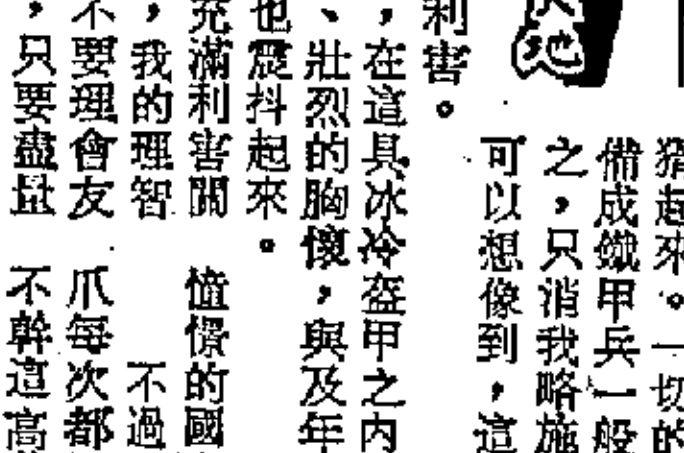 起來。一切的
備成鐵甲兵一般
之,只消我略施
可以想像到,這
地
利害。
,在這具冰冷盔甲之內
、壯烈的胸懷,與及年
也震抖起來。
充滿利害關
,我的理智
不要理會友
,只要盡量
憧憬的國
不過
爪每次都
不幹這高